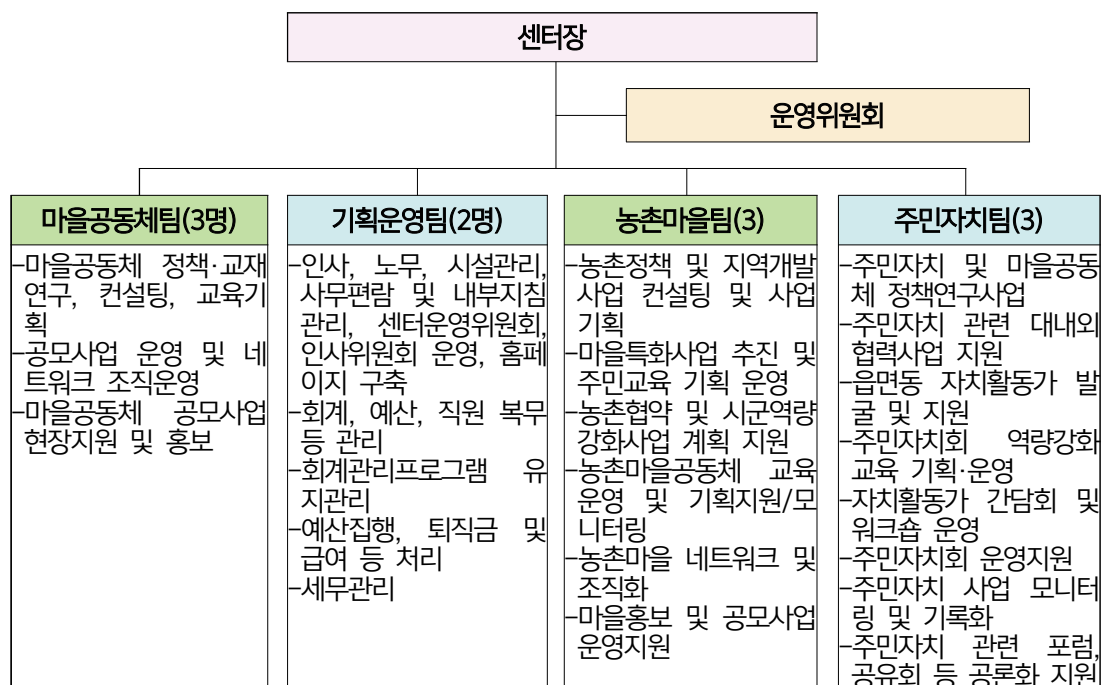 센터장
운영위원회
마을공동체팀(3명)
-마을공동체 정책·교재
연구, 컨설팅, 교육기
획
-공모사업 운영 및 네
트워크 조직운영
-마을공동체 공모사업
현장지원 및 홍보
기획운영팀(2명)
-인사, 노무, 시설관리,
사무편람 및 내부지침
관리, 센터운영위원회,
인사위원회 운영, 홈페
이지 구축
-회계, 예산, 직원 복무
등 관리
-회계관리프로그램 유
지관리
-예산집행, 퇴직금 및
급여 등 처리
-세무관리
농촌마을팀(3)
-농촌정책 및 지역개발
사업 컨설팅 및 사업
기획
-마을특화사업 추진 및
주민교육 기획 운영
-농촌협약 및 시군역량
강화사업 계획 지원
-농촌마을공동체 교육
운영 및 기획지원/모
니터링
-농촌마을 네트워크 및
조직화
-마을홍보 및 공모사업
운영지원
주민자치팀(3)
-주민자치 및 마을공동
체 정책연구사업
-주민자치 관련 대내외
협력사업 지원
-읍면동 자치활동가 발
굴 및 지원
-주민자치회 역량강화
교육 기획·운영
-자치활동가 간담회 및
워크숍 운영
-주민자치회 운영지원
-주민자치 사업 모니터
링 및 기록화
-주민자치 관련 포럼,
공유회 등 공론화 지원